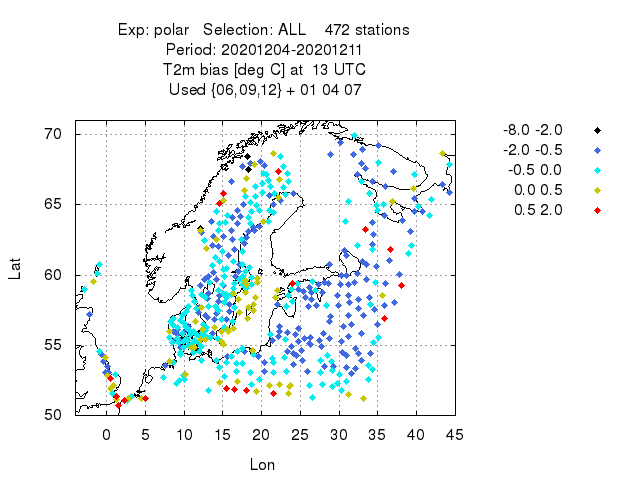 Exp: polar   Selection: ALL    472 stations
Period: 20201204-20201211
T2m bias [deg C] at  13 UTC
Used {06,09,12} + 01 04 07
-8.0 -2.0
-2.0 -0.5
-0.5 0.0
0.0 0.5
0.5 2.0
70
65
60
55
50
Lat
0 5 10 15 20 25 30 35 40 45
Lon